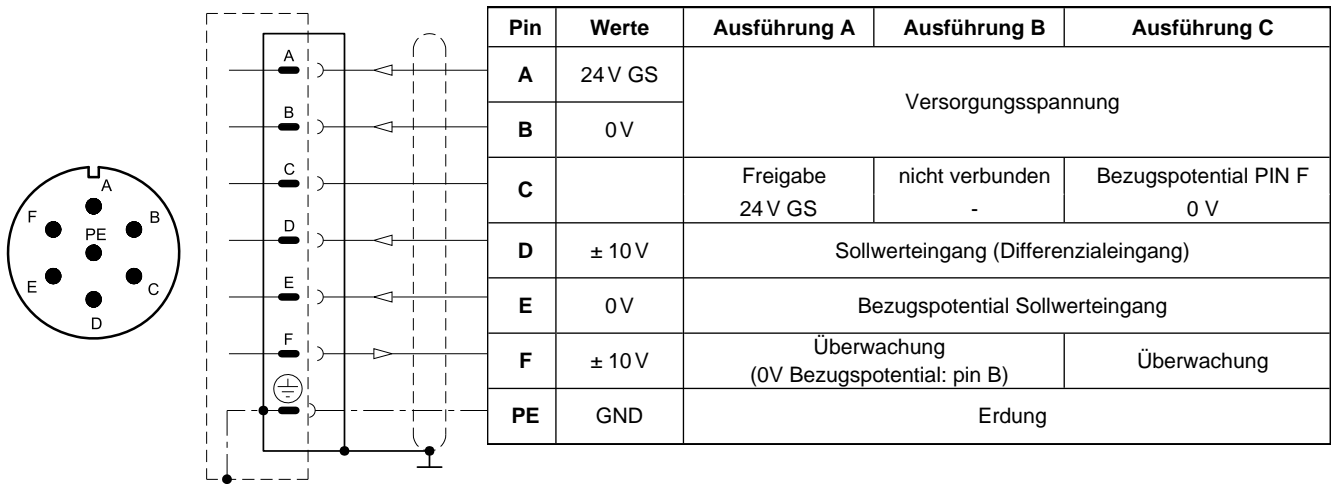 A
F
B
PE
E
C
D
A
B
C
D
E
F
Pin Werte Ausführung A Ausführung B Ausführung C
A 24 V GS
Versorgungsspannung
B 0 V
C Freigabe nicht verbunden Bezugspotential PIN F
24 V GS - 0 V
D ± 10 V Sollwerteingang (Differenzialeingang)
E 0 V Bezugspotential Sollwerteingang
F ± 10 V Überwachung Überwachung
(0V Bezugspotential: pin B)
PE GND Erdung